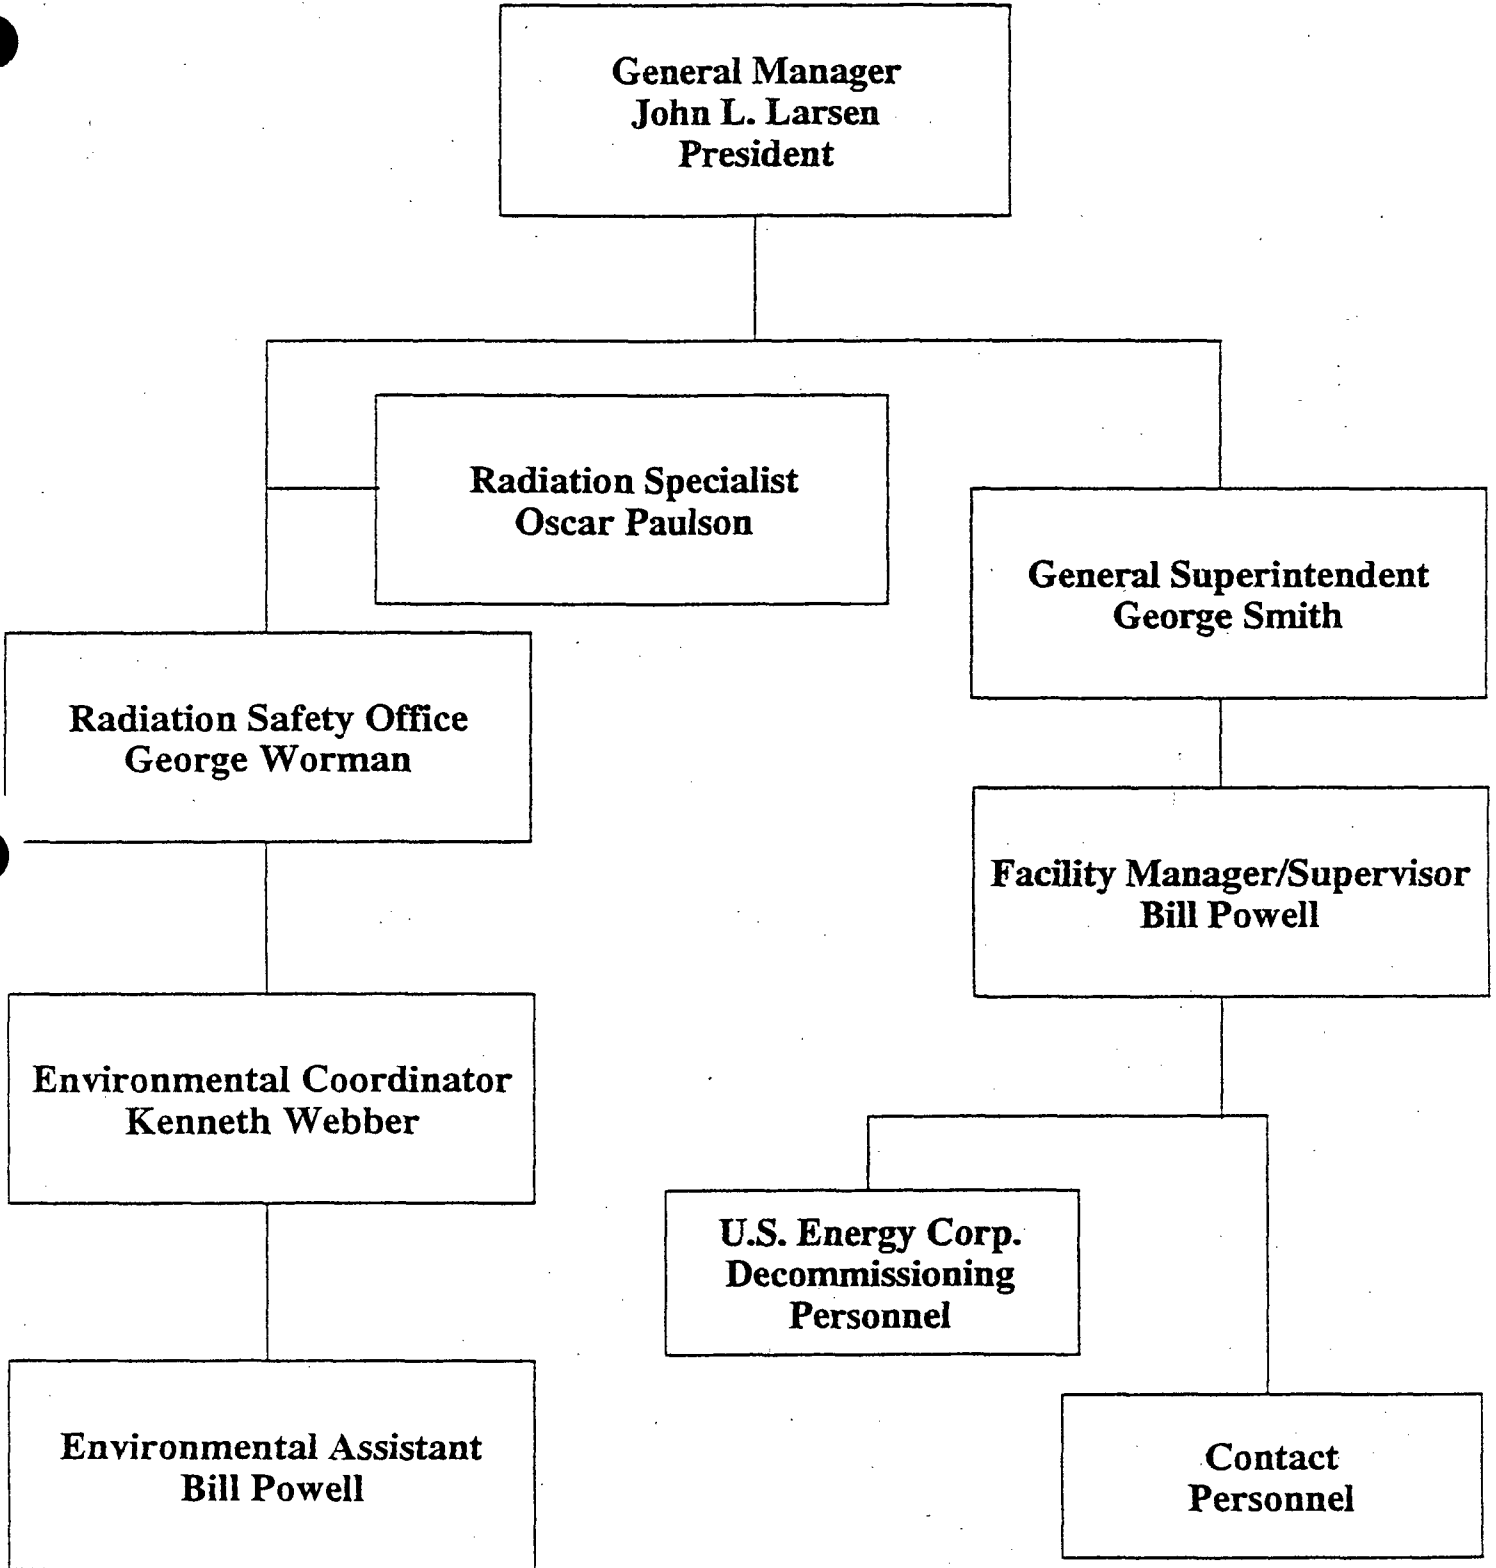 General Manager
John L. Larsen
President
Radiation Specialist
Oscar Paulson
General Superintendent
George Smith
Radiation Safety Office
George Worman
Facility Manager/Supervisor
Bill Powell
Environmental Coordinator
Kenneth Webber
U.S. Energy Corp.
Decommissioning
Personnel
Environmental Assistant
Bill Powell
Contact
Personnel